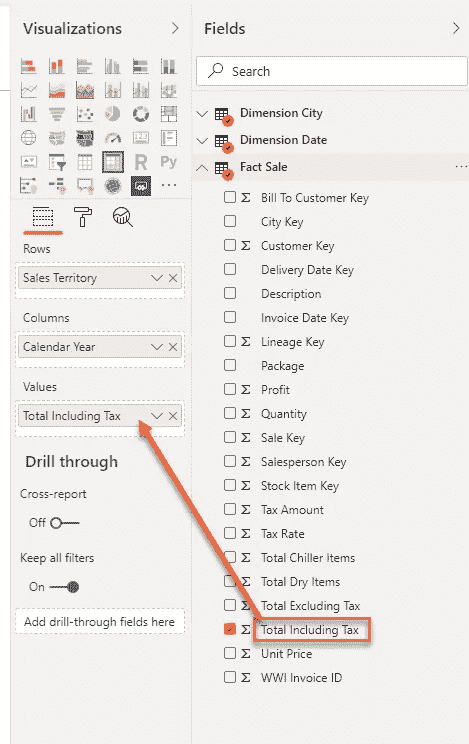 Visualizations
Fields
Search
R Py
123
Dimension City
Dimension Date
Fact Sale
Bill To Customer Key
City Key
Customer Key
Delivery Date Key
Description
Invoice Date Key
Lineage Key
Package
Profit
Quantity
Sale Key
Salesperson Key
Stock Item Key
Tax Amount
Tax Rate
Total Chiller Items
Total Dry Items
Total Excluding Tax
Total Including Tax
Unit Price
WWI Invoice ID
Rows
Sales Territory
Columns
Calendar Year
Values
Total Including Tax
Drill through
Cross-report
Off
Keep all filters
On
Add drill-through fields here